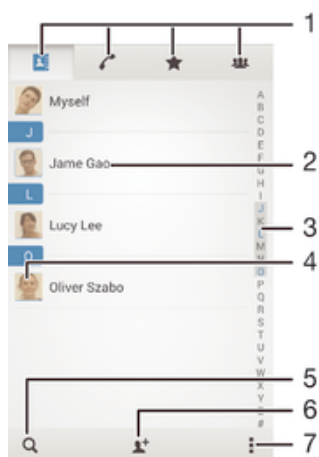 1
Myself
J
Jame Gao
2
L
Lucy Lee
O
Oliver Szabo
A
B
C
D
E
F
G
H
I
J
K
L
M
N
O
P
Q
R
S
T
U
V
W
X
Y
Z
#
3
4
5
6
7